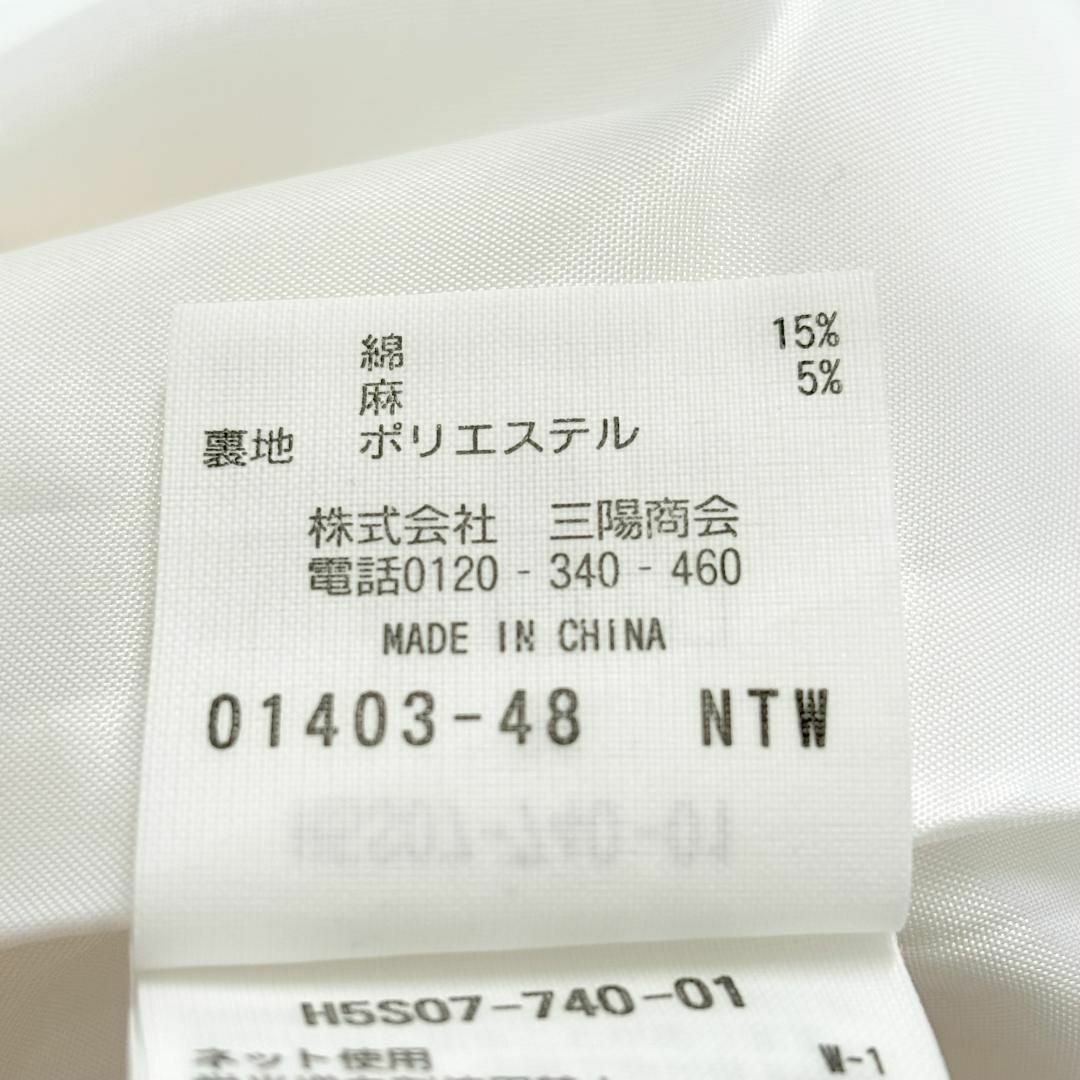 綿 15%
麻 5%
裏地 ポリエステル
株式会社 三陽商会
電話0120-340-460
MADE IN CHINA
01403-48 NTW
H5S07-740-01
ネット使用 W-1